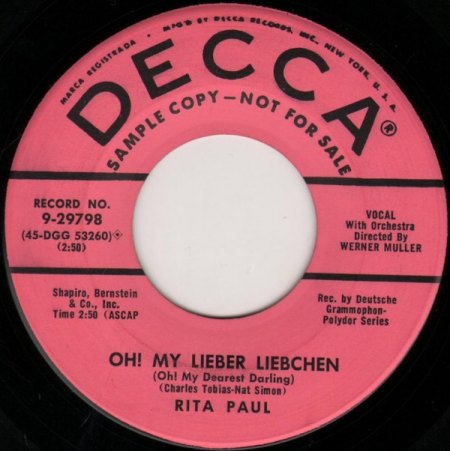 MARCA REGISTRADA • MF'D BY DECCA RECORDS, INC., NEW YORK, U. S. A.
DECCA®
SAMPLE COPY—NOT FOR SALE
RECORD NO.
9-29798
(45-DGG 53260)
(2:50)
VOCAL
With Orchestra
Directed By
WERNER MULLER
Shapiro, Bernstein
& Co., Inc.
Time 2:50 (ASCAP
Rec. by Deutsche
Grammophon-
Polydor Series
OH! MY LIEBER LIEBCHEN
(Oh! My Dearest Darling)
(Charles Tobias-Nat Simon)
RITA PAUL